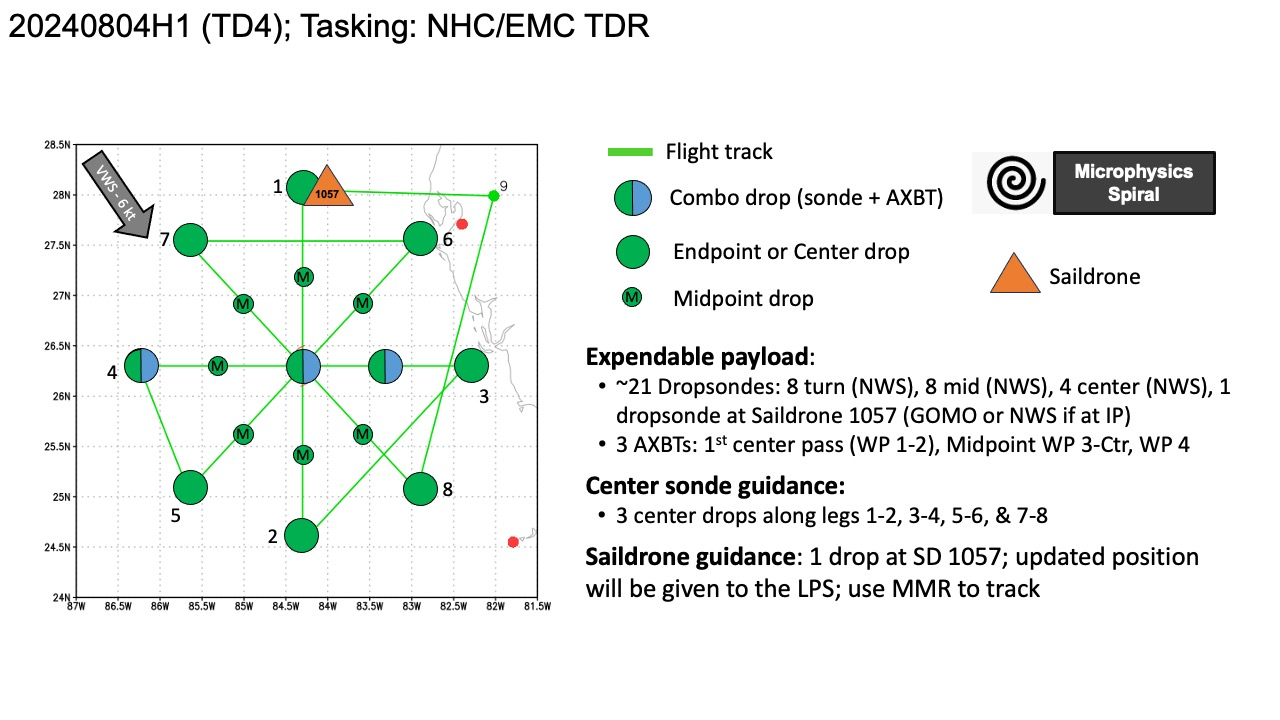 20240804H1 (TD4); Tasking: NHC/EMC TDR
28.5N
28N
27.5N
27N
26.5N
26N
25.5N
25N
24.5N
24N
87W
86.5W
86W
85.5W
85W
84.5W
84W
83.5W
83W
82.5W
82W
81.5W
VWS - 6 kt
1
1057
9
7
6
M
M
M
4
M
3
M
M
M
5
8
2
Flight track
Combo drop (sonde + AXBT)
Endpoint or Center drop
M
Midpoint drop
Microphysics
Spiral
Saildrone
Expendable payload:
• ~21 Dropsondes: 8 turn (NWS), 8 mid (NWS), 4 center (NWS), 1
dropsonde at Saildrone 1057 (GOMO or NWS if at IP)
• 3 AXBTs: 1st center pass (WP 1-2), Midpoint WP 3-Ctr, WP 4
Center sonde guidance:
• 3 center drops along legs 1-2, 3-4, 5-6, & 7-8
Saildrone guidance: 1 drop at SD 1057; updated position
will be given to the LPS; use MMR to track